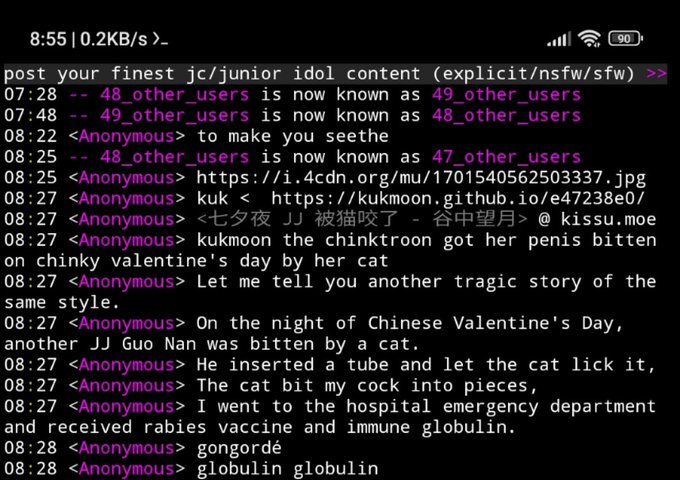 8:55 | 0.2KB/s >_ 90
post your finest jc/junior idol content (explicit/nsfw/sfw) >>
07:28 -- 48_other_users is now known as 49_other_users
07:48 -- 49_other_users is now known as 48_other_users
08:22 <Anonymous> to make you seethe
08:25 -- 48_other_users is now known as 47_other_users
08:25 <Anonymous> https://i.4cdn.org/mu/1701540562503337.jpg
08:26 <Anonymous> kuk < https://kukmoon.github.io/e47238e0/
<七夕夜 JJ 被猫咬了 - 谷中望月> @ kissu.moe
08:27 <Anonymous> kukmoon the chinktroon got her penis bitten
on chinky valentine's day by her cat
08:27 <Anonymous> Let me tell you another tragic story of the
same style.
08:27 <Anonymous> On the night of Chinese Valentine's Day,
another JJ Guo Nan was bitten by a cat.
08:27 <Anonymous> He inserted a tube and let the cat lick it,
08:27 <Anonymous> The cat bit my cock into pieces,
08:27 <Anonymous> I went to the hospital emergency department
and received rabies vaccine and immune globulin.
08:28 <Anonymous> gongordé
08:28 <Anonymous> globulin globulin